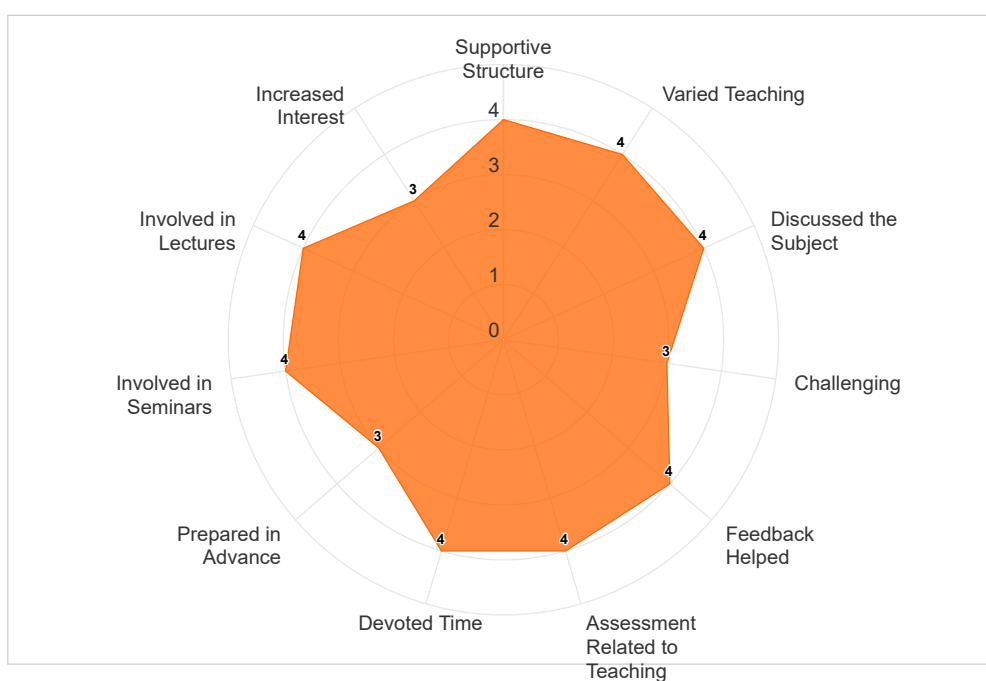 Supportive
Structure
Increased
Interest
Varied Teaching
4
4
3
3
Involved in
Lectures
Discussed the
Subject
4
4
2
1
0
4
3
Involved in
Seminars
Challenging
3
4
Prepared in
Advance
Feedback
Helped
4
4
Devoted Time
Assessment
Related to
Teaching